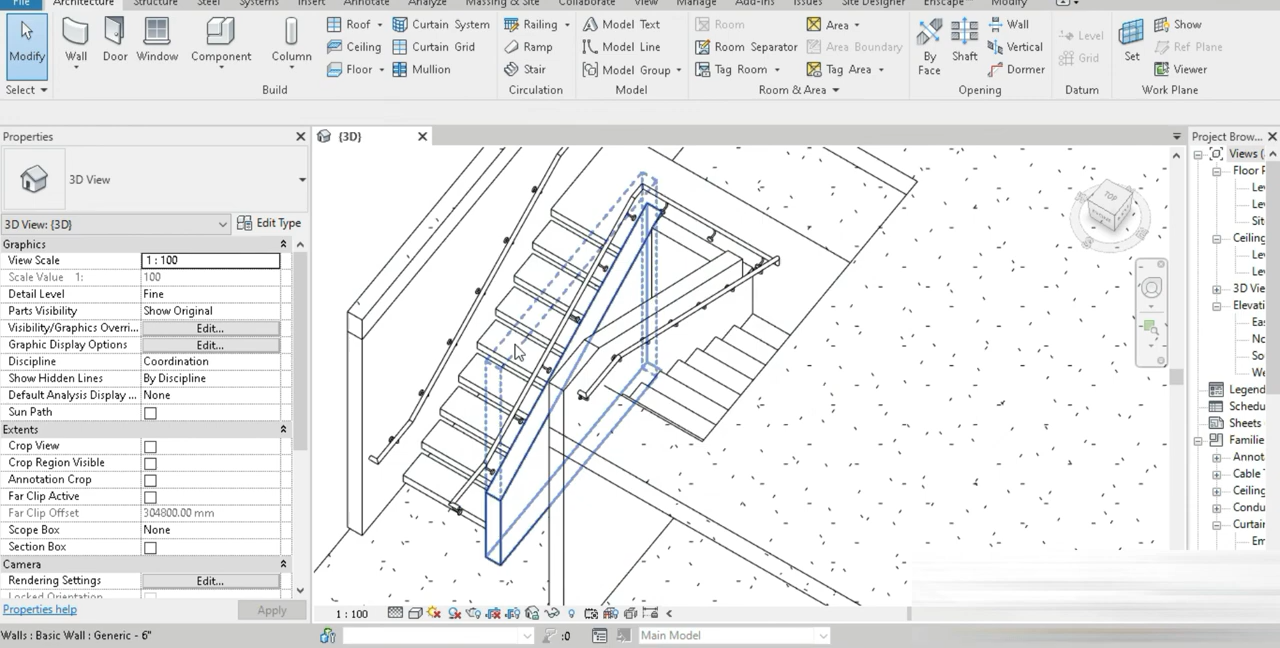 File Architecture Structure Steel Systems Insert Annotate Analyze Massing & Site Collaborate View Manage Add-Ins Issues Site Designer Enscape™ Modify
Modify
Select
Wall
Door
Window
Component
Column
Roof
Ceiling
Floor
Curtain System
Curtain Grid
Mullion
Build
Railing
Ramp
Stair
Circulation
Model Text
Model Line
Model Group
Model
Room
Room Separator
Tag Room
Area
Area Boundary
Tag Area
Room & Area
By Face
Shaft
Wall
Vertical
Dormer
Opening
Level
Grid
Datum
Set
Show
Ref Plane
Viewer
Work Plane
Properties
3D View
3D View: {3D}
Edit Type
Graphics
View Scale 1 : 100
Scale Value 1: 100
Detail Level Fine
Parts Visibility Show Original
Visibility/Graphics Overri... Edit...
Graphic Display Options Edit...
Discipline Coordination
Show Hidden Lines By Discipline
Default Analysis Display ... None
Sun Path
Extents
Crop View
Crop Region Visible
Annotation Crop
Far Clip Active
Far Clip Offset 304800.00 mm
Scope Box None
Section Box
Camera
Rendering Settings Edit...
Locked Orientation
Properties help
Apply
{3D}
TOP
1 : 100
Project Brow...
Views (
Floor P
Le
Le
Sit
Ceiling
Le
Le
3D Vie
Elevati
Ea
No
So
We
Legend
Schedu
Sheets
Familie
Annota
Cable
Ceiling
Condu
Curtai
Em
Walls : Basic Wall : Generic - 6"
:0
Main Model